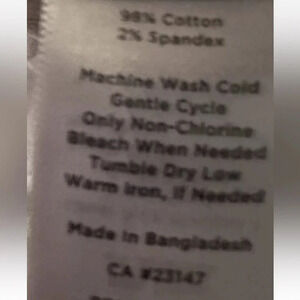 98% Cotton
2% Spandex
Machine Wash Cold
Gentle Cycle
Only Non-Chlorine
Bleach When Needed
Tumble Dry Low
Warm Iron, If Needed
Made in Bangladesh
CA #23147